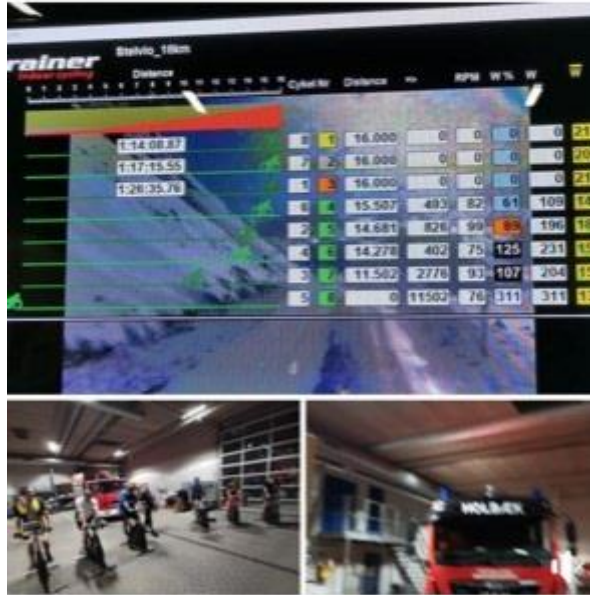 rainer
indoor cycling
Stelvio_16km
Distance
Cykel Nr Distance RPM W % W W
1:14:08.87
1:17:15.55
1:26:35.76
8 1 16.000 0 0 0 0
7 2 16.000 0 0 0 0
1 3 16.000 0 0 0 0
6 4 15.507 493 82 61 109
2 5 14.681 826 99 89 196
4 6 14.278 402 75 125 231
3 7 11.502 2776 93 107 204
5 8 0 11502 76 311 311
HOLBÆK